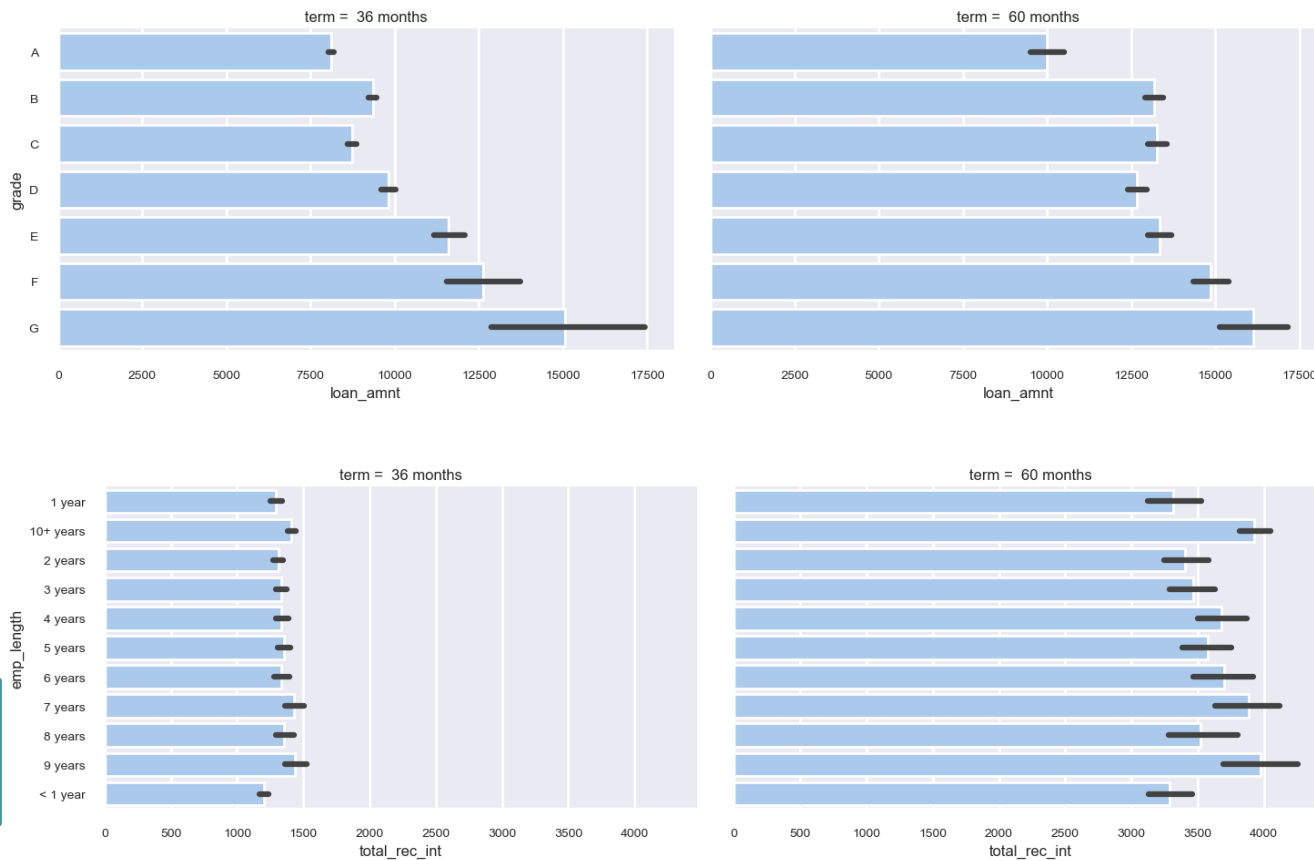 term =  36 months
term =  60 months
grade
A
B
C
D
E
F
G
0 2500 5000 7500 10000 12500 15000 17500
0 2500 5000 7500 10000 12500 15000 17500
loan_amnt
loan_amnt
term =  36 months
term =  60 months
emp_length
1 year
10+ years
2 years
3 years
4 years
5 years
6 years
7 years
8 years
9 years
< 1 year
0 500 1000 1500 2000 2500 3000 3500 4000
0 500 1000 1500 2000 2500 3000 3500 4000
total_rec_int
total_rec_int